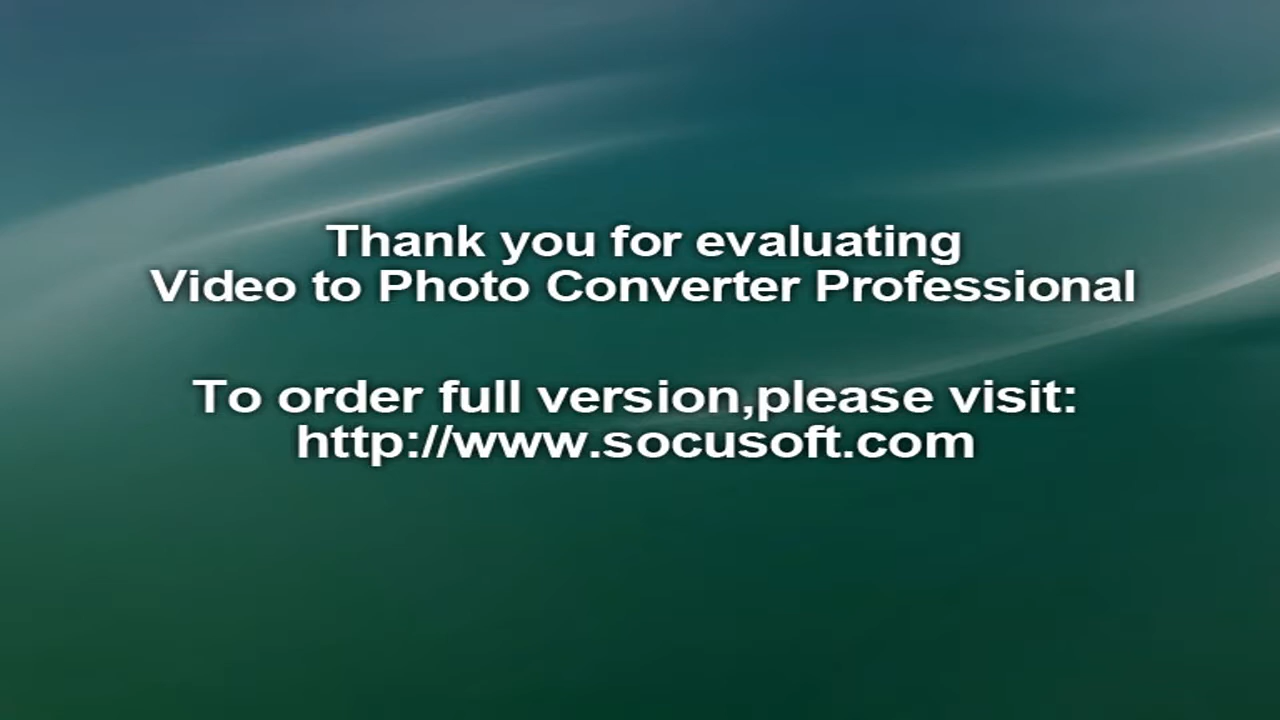 Thank you for evaluating
Video to Photo Converter Professional
To order full version,please visit:
http://www.socusoft.com